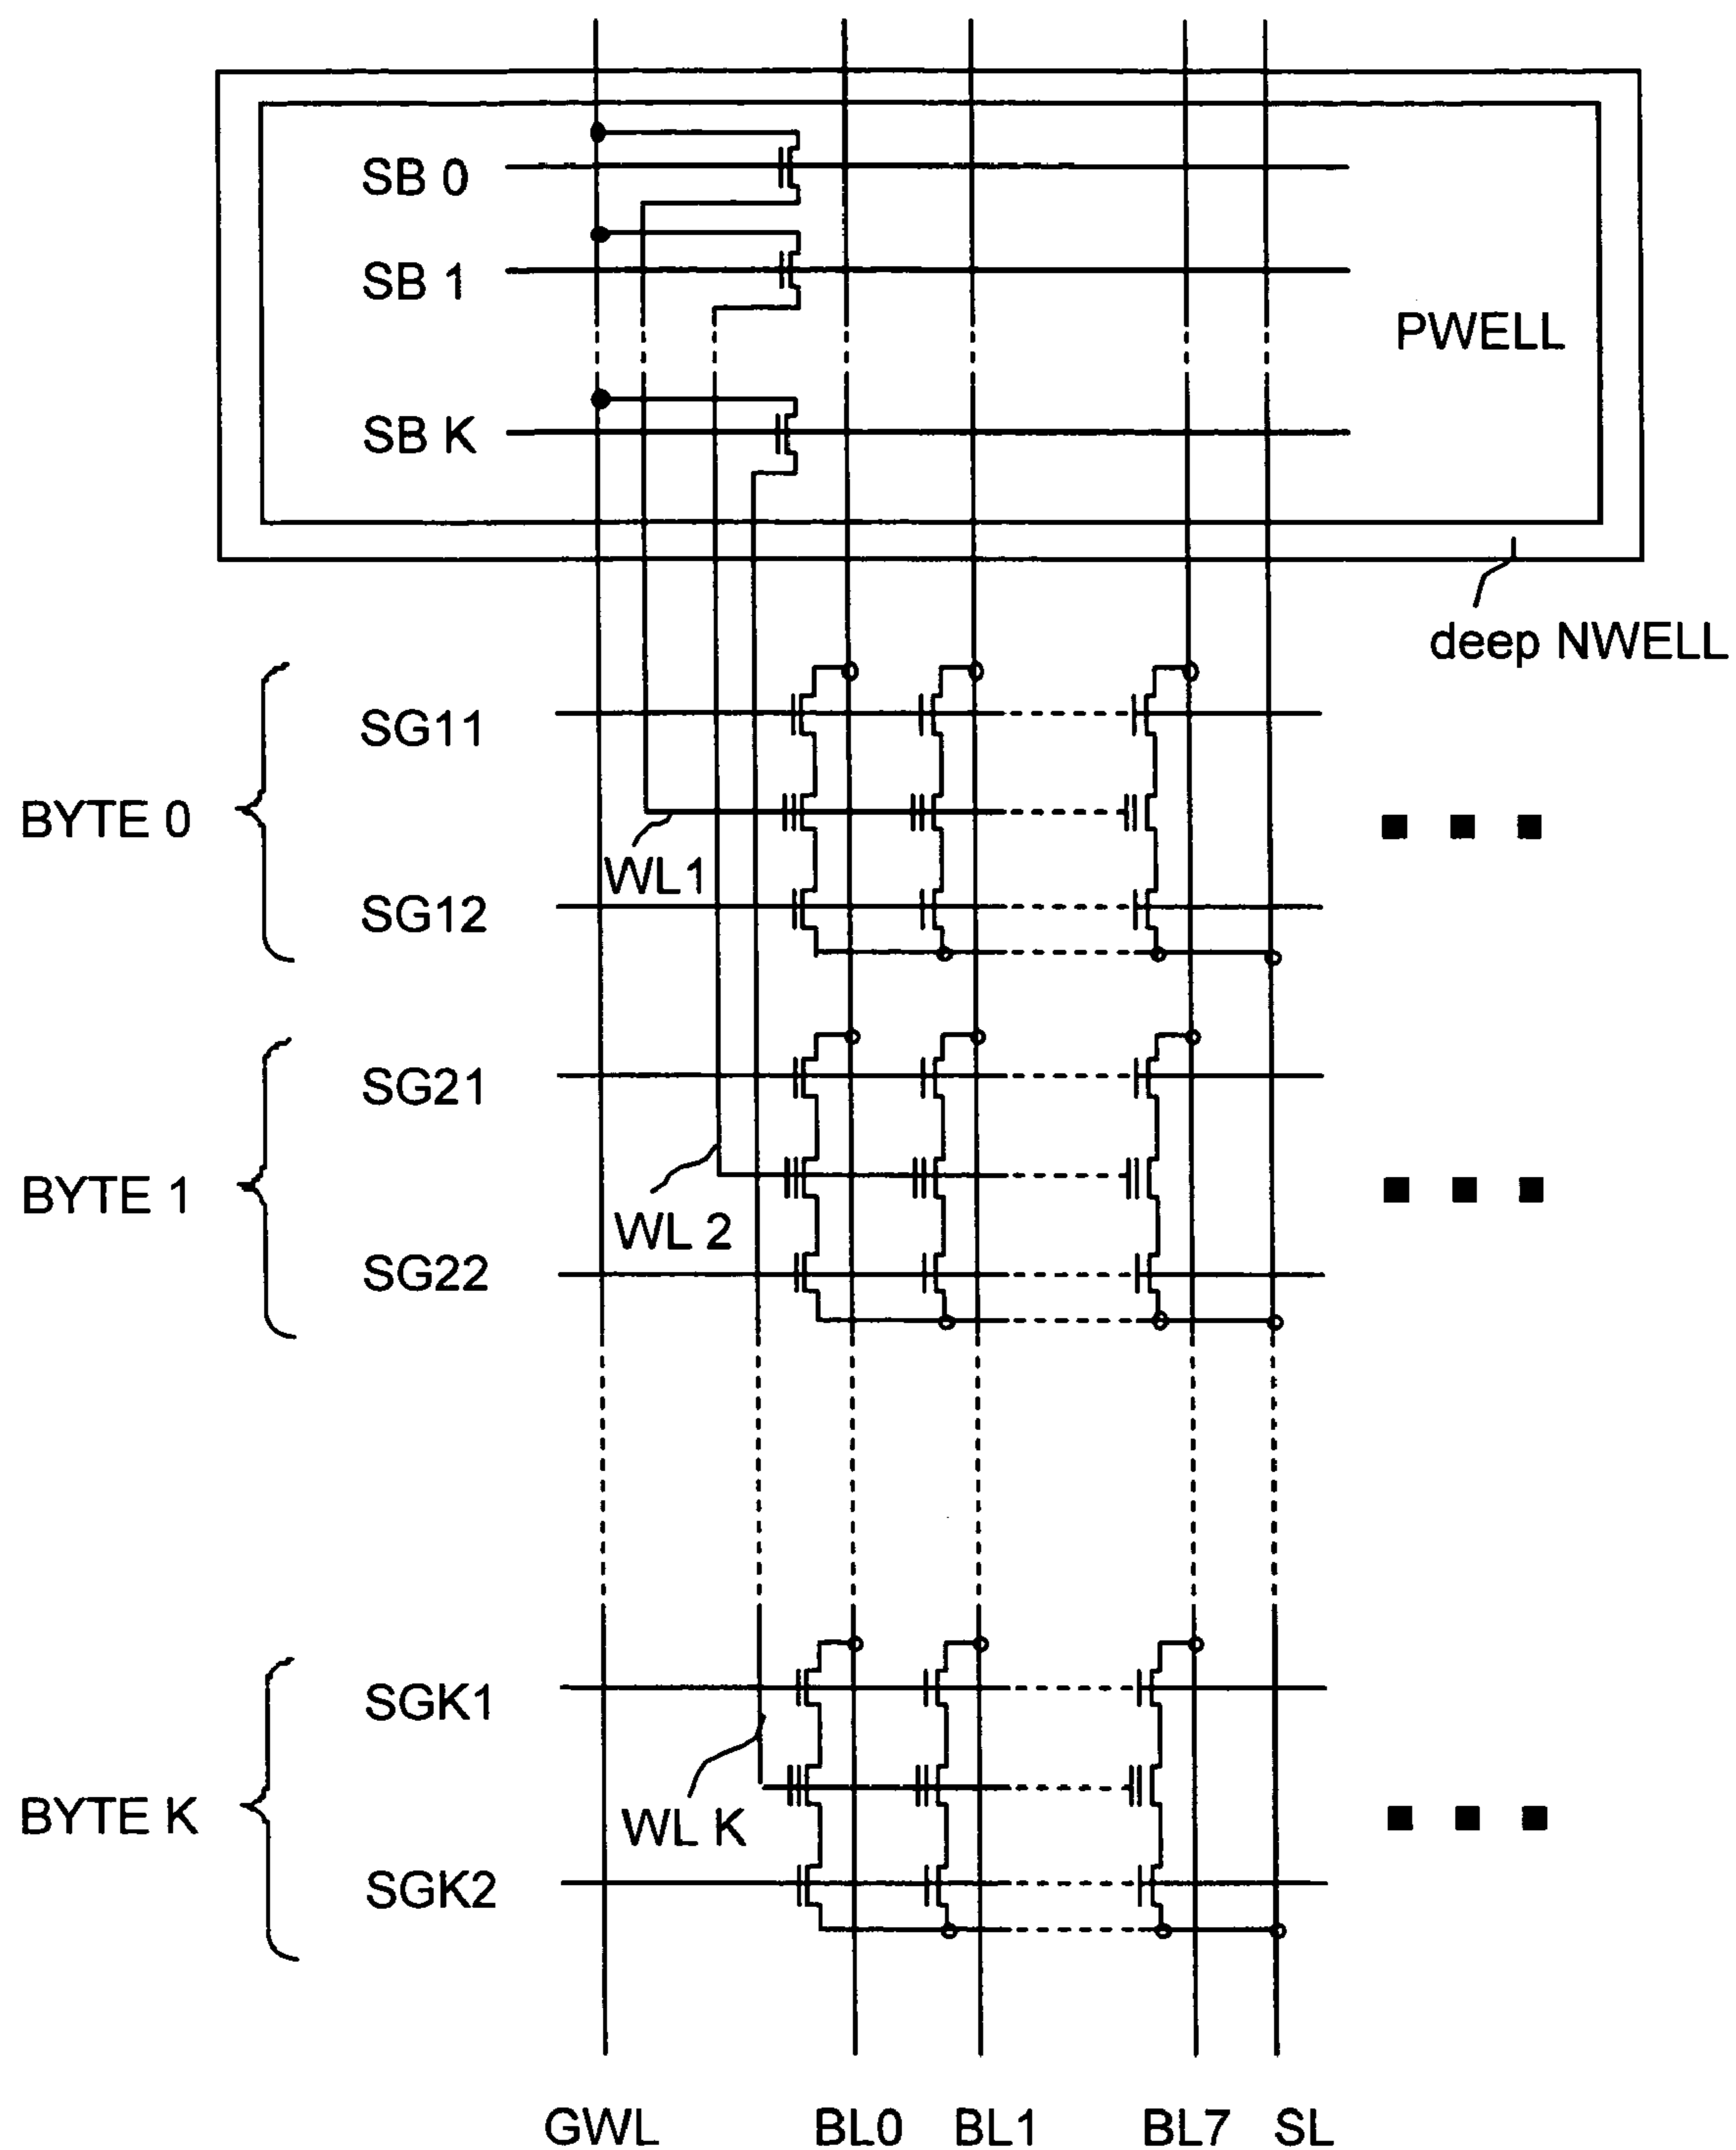 SB 0
SB 1
PWELL
SB K
deep NWELL
SG11
BYTE 0
WL1
SG12
SG21
BYTE 1
WL 2
SG22
SGK1
BYTE K
WL K
SGK2
GWL BL0 BL1 BL7 SL